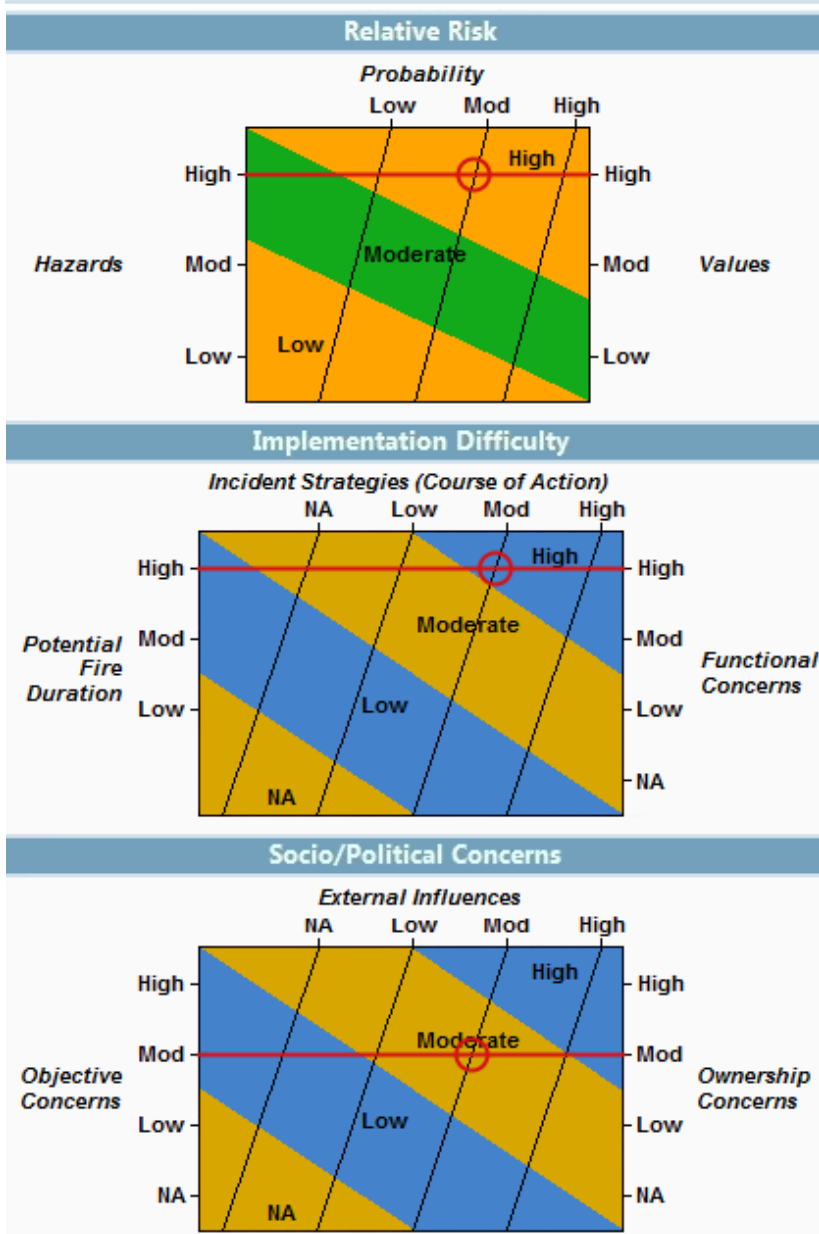 Relative Risk
Probability
Low Mod High
High
High High
Hazards Mod Moderate Mod Values
Low Low Low
Implementation Difficulty
Incident Strategies (Course of Action)
NA Low Mod High
High High High
Moderate
Potential
Fire
Duration
Mod Mod
Functional
Concerns
Low Low Low
NA NA
Socio/Political Concerns
External Influences
NA Low Mod High
High High High
Moderate
Mod Mod
Objective
Concerns
Ownership
Concerns
Low Low Low
NA NA
NA